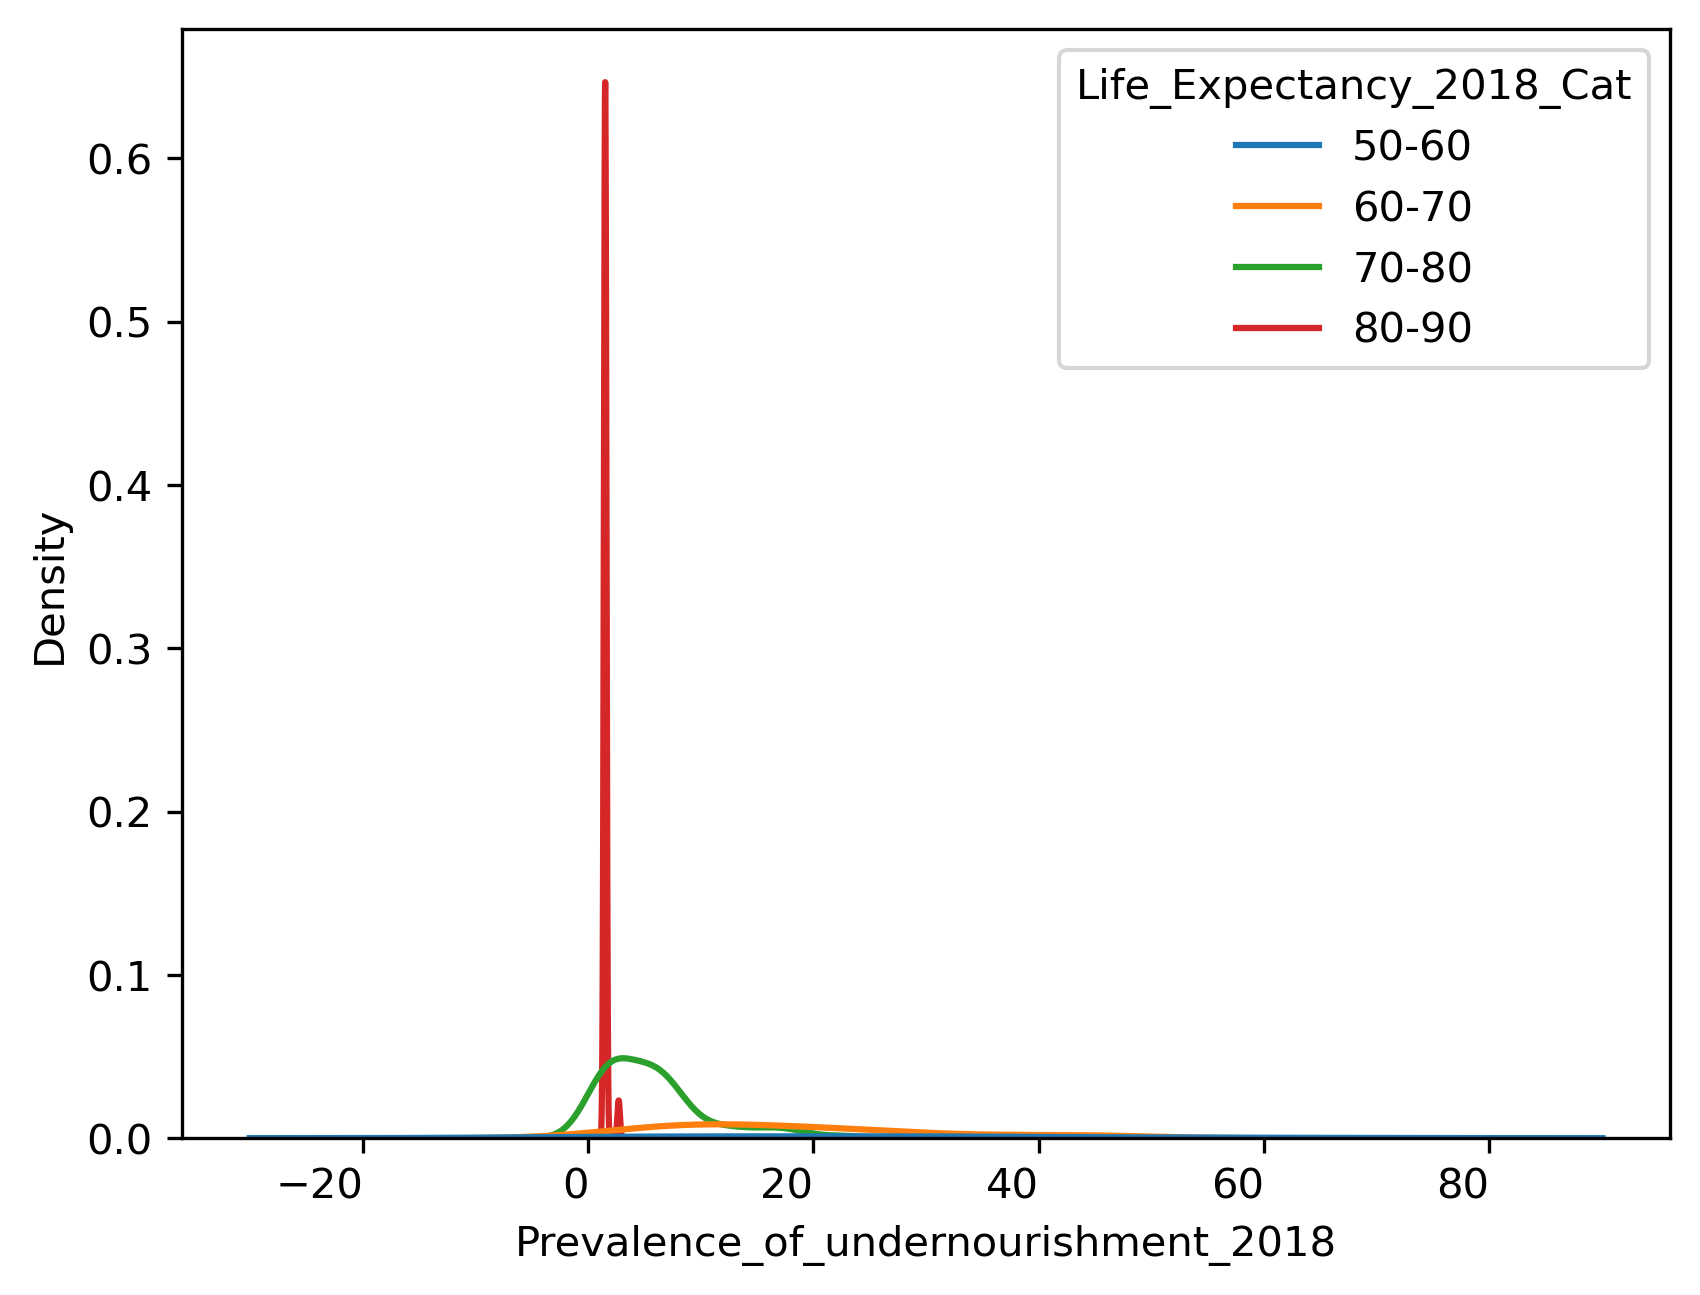 Life_Expectancy_2018_Cat
50-60
60-70
70-80
80-90
0.6
0.5
0.4
0.3
0.2
0.1
0.0
Density
−20 0 20 40 60 80
Prevalence_of_undernourishment_2018